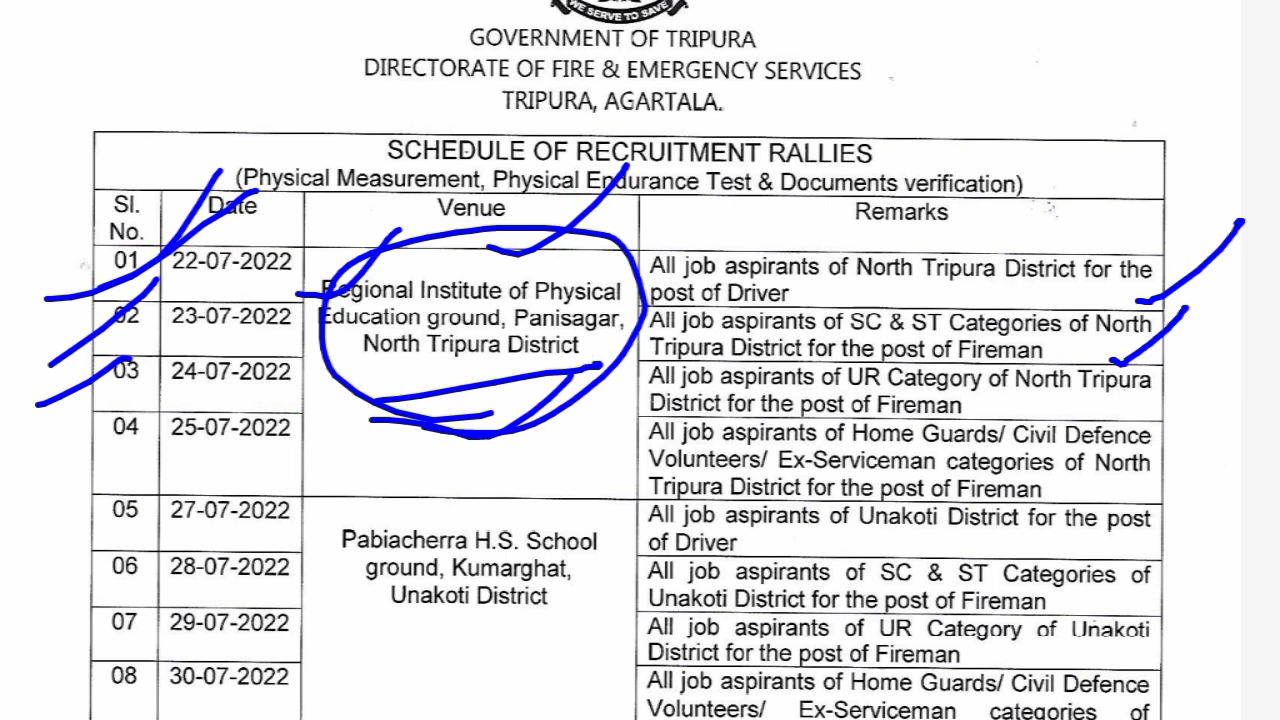 WE SERVE TO SAVE
GOVERNMENT OF TRIPURA
DIRECTORATE OF FIRE & EMERGENCY SERVICES
TRIPURA, AGARTALA.
SCHEDULE OF RECRUITMENT RALLIES
(Physical Measurement, Physical Endurance Test & Documents verification)
Sl.
No.
Date
Venue
Remarks
01
22-07-2022
Regional Institute of Physical
Education ground, Panisagar,
North Tripura District
All job aspirants of North Tripura District for the
post of Driver
02
23-07-2022
All job aspirants of SC & ST Categories of North
Tripura District for the post of Fireman
03
24-07-2022
All job aspirants of UR Category of North Tripura
District for the post of Fireman
04
25-07-2022
All job aspirants of Home Guards/ Civil Defence
Volunteers/ Ex-Serviceman categories of North
Tripura District for the post of Fireman
05
27-07-2022
Pabiacherra H.S. School
ground, Kumarghat,
Unakoti District
All job aspirants of Unakoti District for the post
of Driver
06
28-07-2022
All job aspirants of SC & ST Categories of
Unakoti District for the post of Fireman
07
29-07-2022
All job aspirants of UR Category of Unakoti
District for the post of Fireman
08
30-07-2022
All job aspirants of Home Guards/ Civil Defence
Volunteers/ Ex-Serviceman categories of